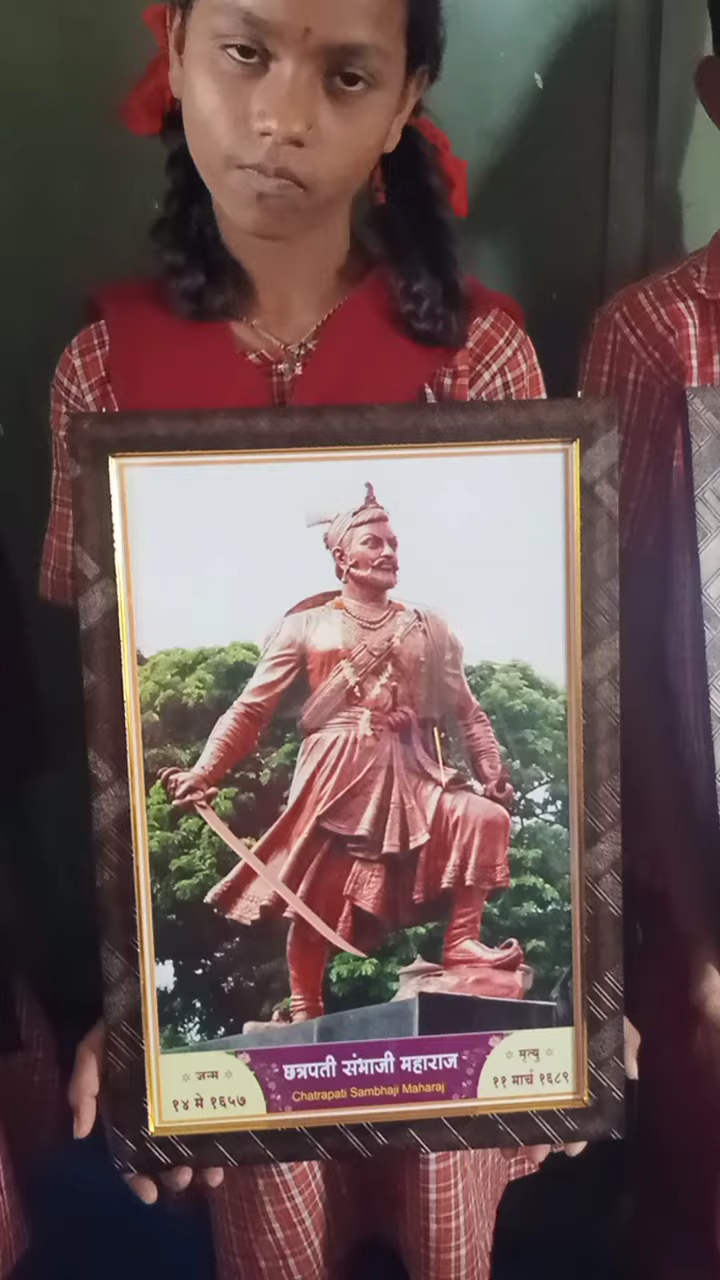 छत्रपती संभाजी महाराज
Chatrapati Sambhaji Maharaj
जन्म
१४ मे १६५७
मृत्यु
११ मार्च १६८९